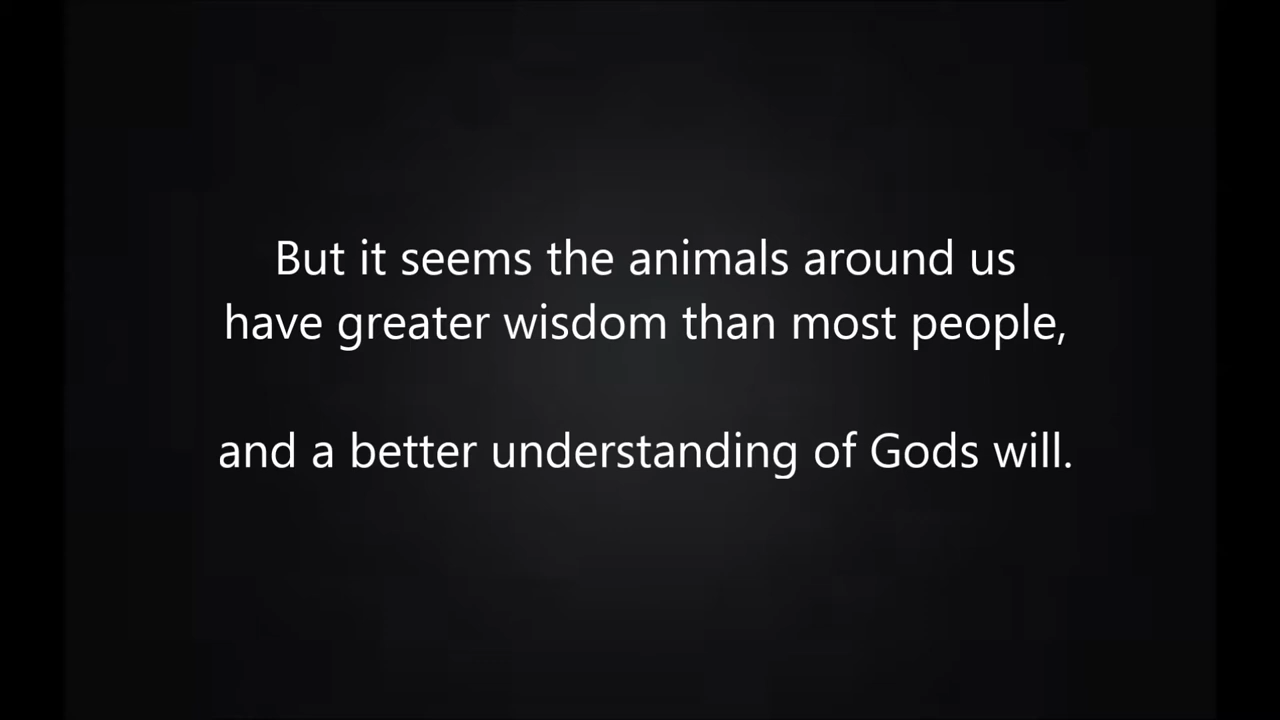 But it seems the animals around us
have greater wisdom than most people,
and a better understanding of Gods will.